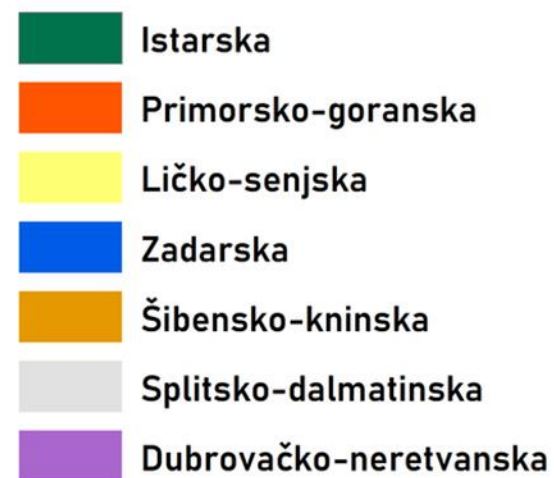 Istarska
Primorsko-goranska
Ličko-senjska
Zadarska
Šibensko-kninska
Splitsko-dalmatinska
Dubrovačko-neretvanska